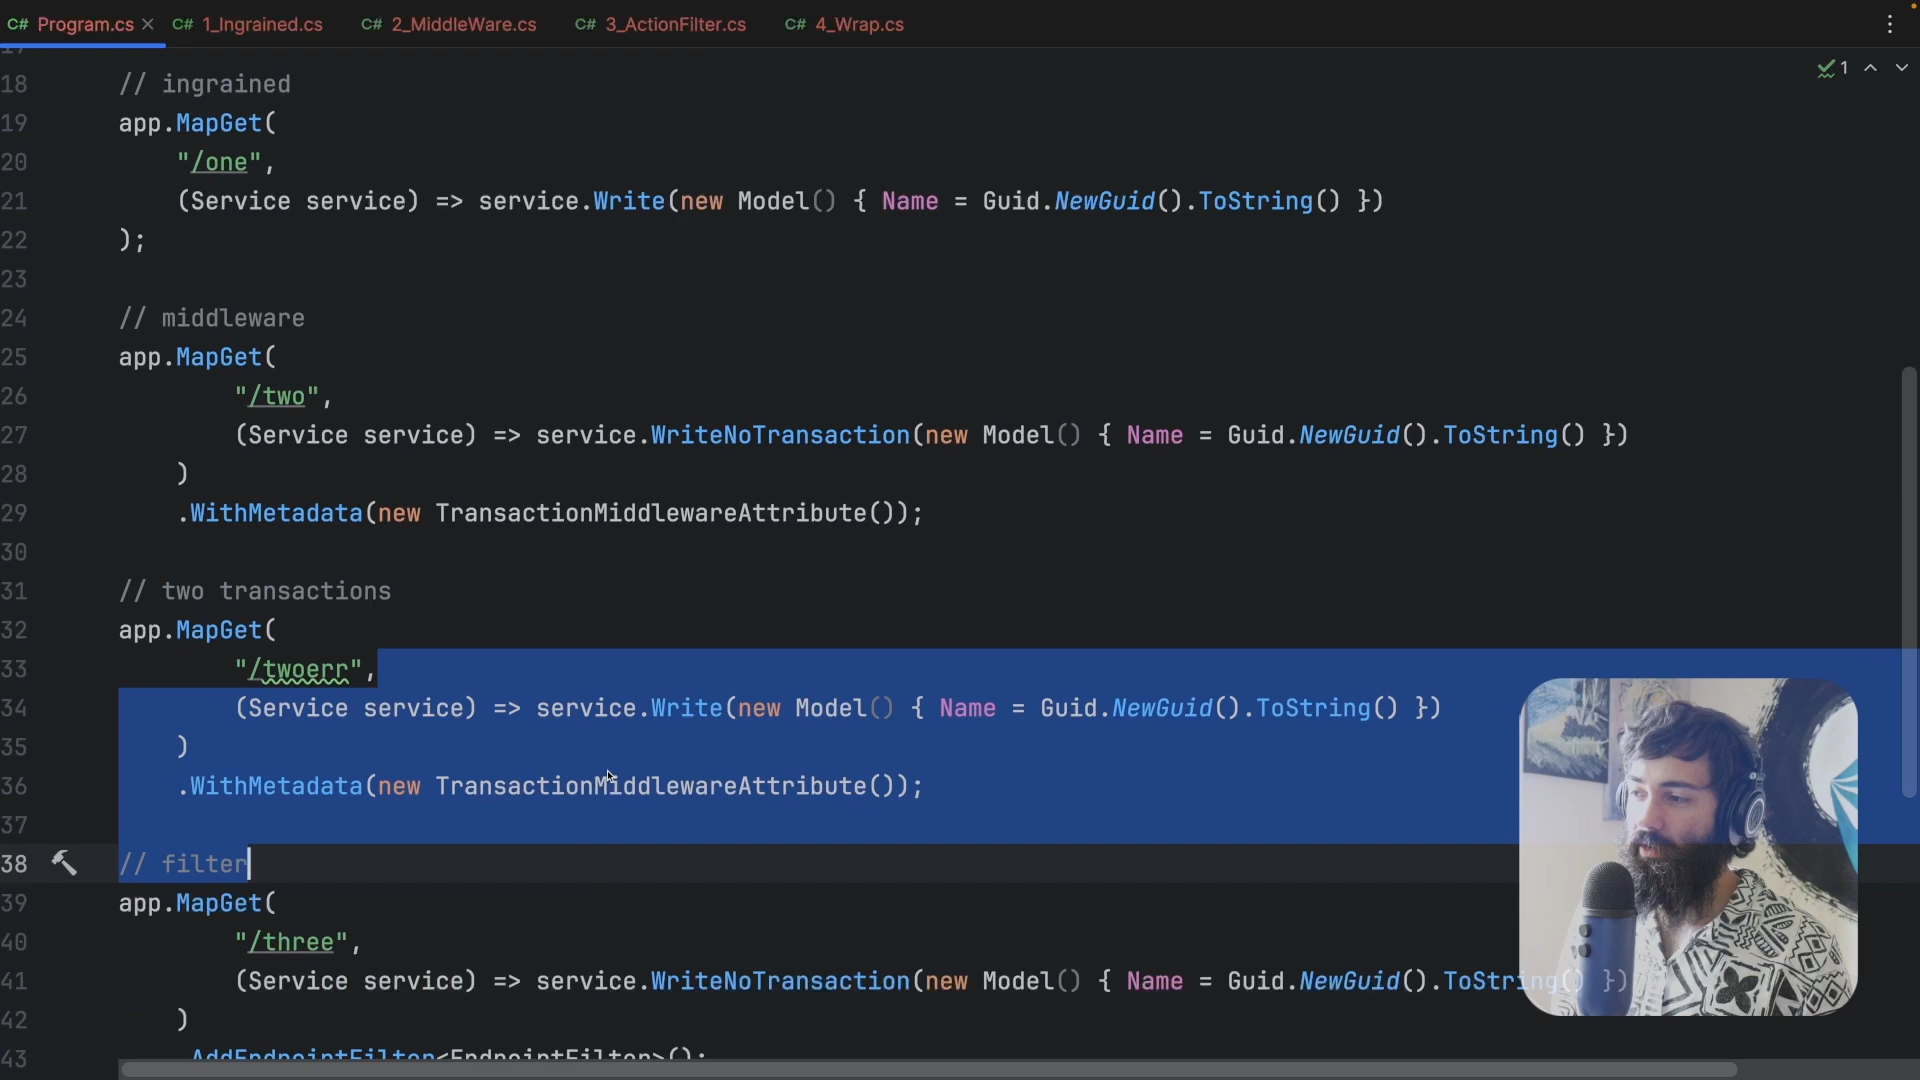 C# Program.cs
C# 1_Ingrained.cs
C# 2_MiddleWare.cs
C# 3_ActionFilter.cs
C# 4_Wrap.cs
1
17
18 // ingrained
19 app.MapGet(
20 "/one",
21 (Service service) => service.Write(new Model() { Name = Guid.NewGuid().ToString() })
22 );
23
24 // middleware
25 app.MapGet(
26 "/two",
27 (Service service) => service.WriteNoTransaction(new Model() { Name = Guid.NewGuid().ToString() })
28 )
29 .WithMetadata(new TransactionMiddlewareAttribute());
30
31 // two transactions
32 app.MapGet(
33 "/twoerr",
34 (Service service) => service.Write(new Model() { Name = Guid.NewGuid().ToString() })
35 )
36 .WithMetadata(new TransactionMiddlewareAttribute());
37
38 // filter
39 app.MapGet(
40 "/three",
41 (Service service) => service.WriteNoTransaction(new Model() { Name = Guid.NewGuid().ToString() })
42 )
43 .AddEndpointFilter<EndpointFilter>();